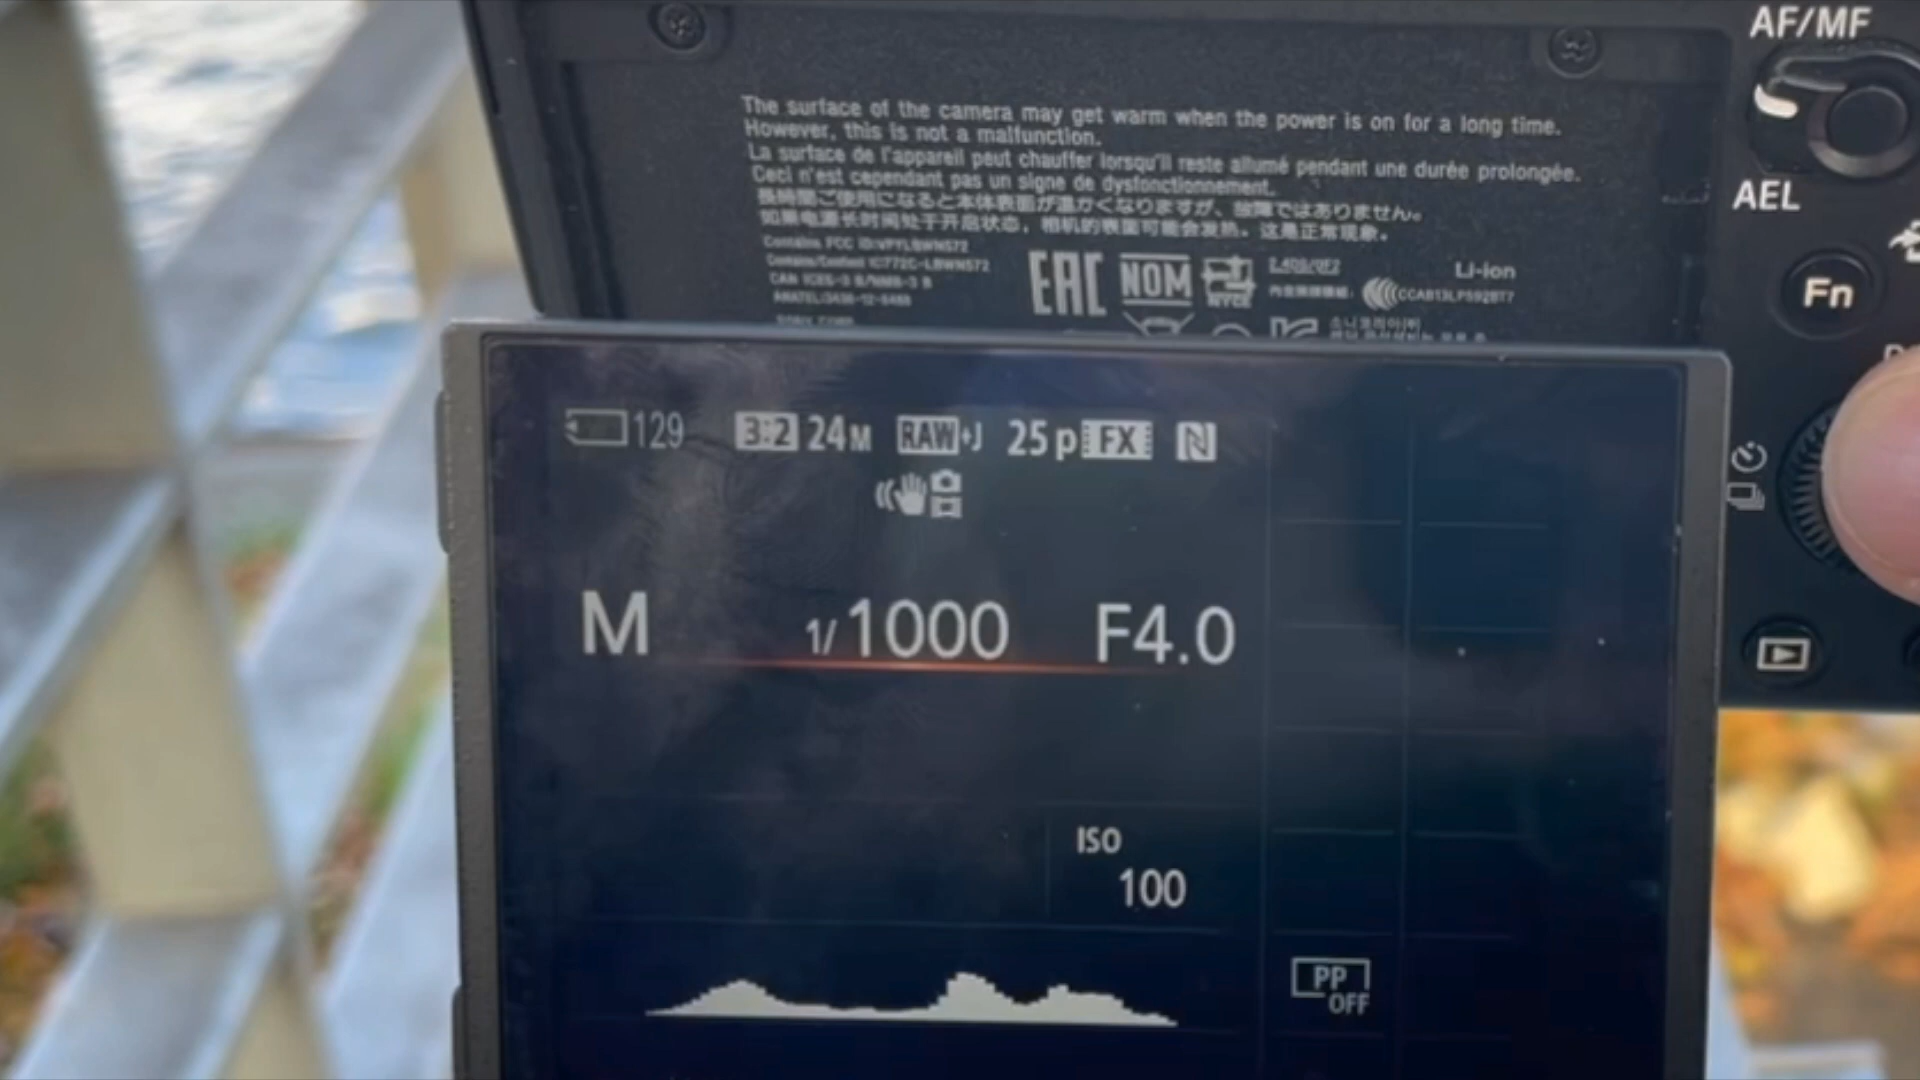 AF/MF
The surface of the camera may get warm when the power is on for a long time.
However, this is not a malfunction.
La surface de l'appareil peut chauffer lorsqu'il reste allumé pendant une durée prolongée.
Ceci n'est cependant pas un signe de dysfonctionnement.
長時間ご使用になると本体表面が温かくなりますが、故障ではありません。
如果电源长时间处于开启状态，相机的表面可能会发热。这是正常现象。
AEL
Contains FCC ID:
EAC NOM NYCE
Li-ion
Fn
129 3:2 24M RAW+J 25p FX N
M 1/1000 F4.0
ISO
100
PP
OFF